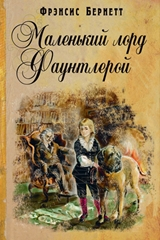 Фрэнсис Бернетт
Маленький лорд
Фаунтлерой